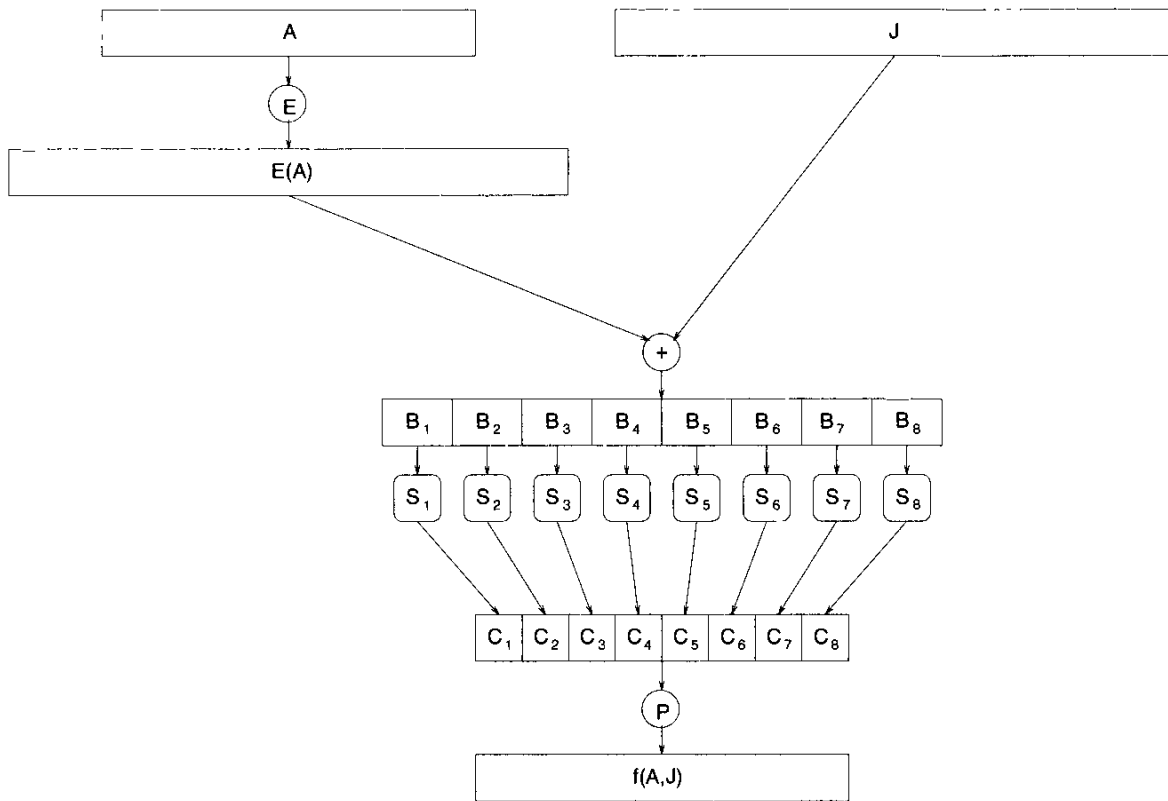 A J
E
E(A)
+
B₁ B₂ B₃ B₄ B₅ B₆ B₇ B₈
S₁ S₂ S₃ S₄ S₅ S₆ S₇ S₈
C₁ C₂ C₃ C₄ C₅ C₆ C₇ C₈
P
f(A,J)